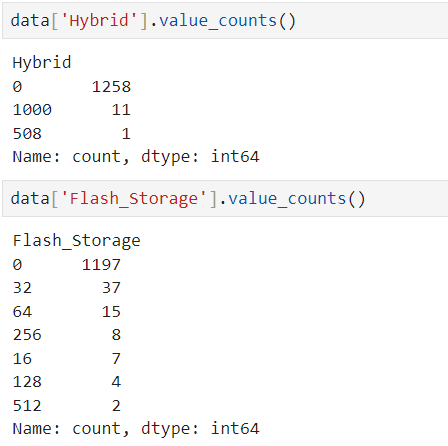 data['Hybrid'].value_counts()
Hybrid
0       1258
1000      11
508        1
Name: count, dtype: int64
data['Flash_Storage'].value_counts()
Flash_Storage
0      1197
32       37
64       15
256       8
16        7
128       4
512       2
Name: count, dtype: int64